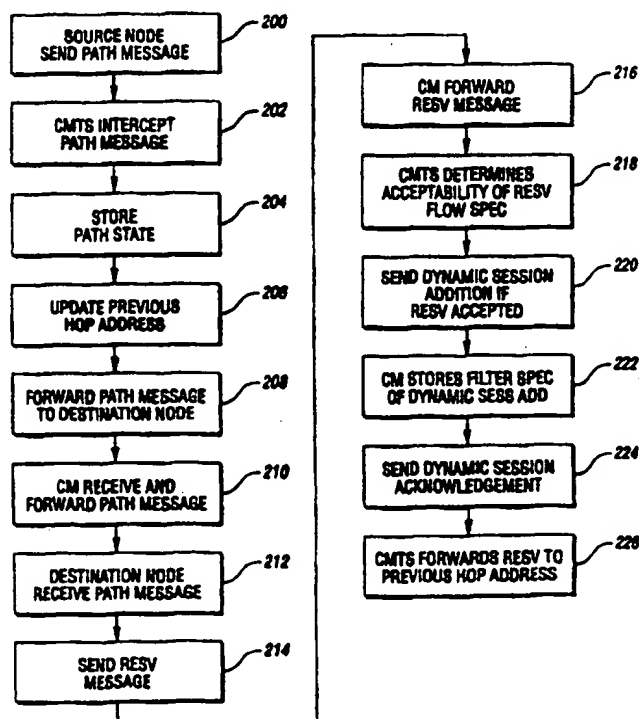 200
SOURCE NODE
SEND PATH MESSAGE
202
CMTS INTERCEPT
PATH MESSAGE
204
STORE
PATH STATE
206
UPDATE PREVIOUS
HOP ADDRESS
208
FORWARD PATH MESSAGE
TO DESTINATION NODE
210
CM RECEIVE AND
FORWARD PATH MESSAGE
212
DESTINATION NODE
RECEIVE PATH MESSAGE
214
SEND RESV
MESSAGE
216
CM FORWARD
RESV MESSAGE
218
CMTS DETERMINES
ACCEPTABILITY OF RESV
FLOW SPEC
220
SEND DYNAMIC SESSION
ADDITION IF
RESV ACCEPTED
222
CM STORES FILTER SPEC
OF DYNAMIC SESS ADD
224
SEND DYNAMIC SESSION
ACKNOWLEDGEMENT
226
CMTS FORWARDS RESV TO
PREVIOUS HOP ADDRESS